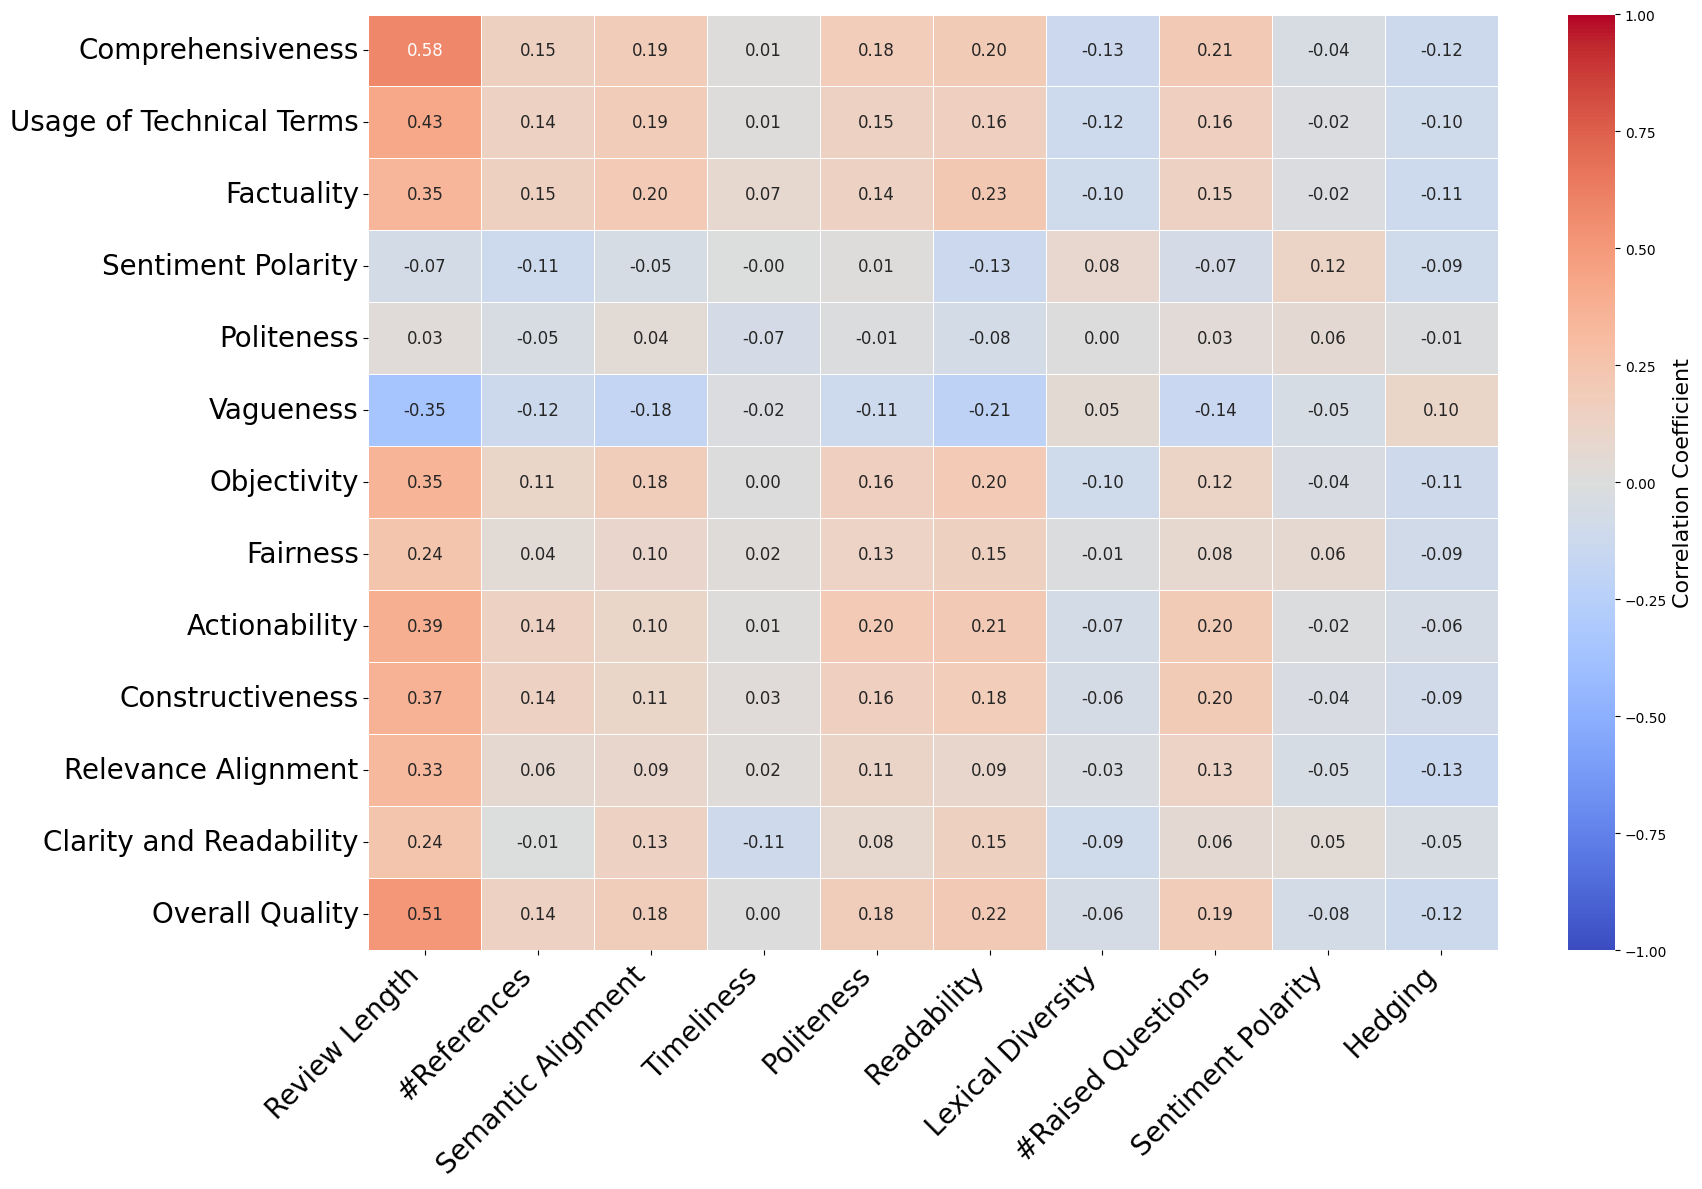 Comprehensiveness 0.58 0.15 0.19 0.01 0.18 0.20 -0.13 0.21 -0.04 -0.12
Usage of Technical Terms 0.43 0.14 0.19 0.01 0.15 0.16 -0.12 0.16 -0.02 -0.10
Factuality 0.35 0.15 0.20 0.07 0.14 0.23 -0.10 0.15 -0.02 -0.11
Sentiment Polarity -0.07 -0.11 -0.05 -0.00 0.01 -0.13 0.08 -0.07 0.12 -0.09
Politeness 0.03 -0.05 0.04 -0.07 -0.01 -0.08 0.00 0.03 0.06 -0.01
Vagueness -0.35 -0.12 -0.18 -0.02 -0.11 -0.21 0.05 -0.14 -0.05 0.10
Objectivity 0.35 0.11 0.18 0.00 0.16 0.20 -0.10 0.12 -0.04 -0.11
Fairness 0.24 0.04 0.10 0.02 0.13 0.15 -0.01 0.08 0.06 -0.09
Actionability 0.39 0.14 0.10 0.01 0.20 0.21 -0.07 0.20 -0.02 -0.06
Constructiveness 0.37 0.14 0.11 0.03 0.16 0.18 -0.06 0.20 -0.04 -0.09
Relevance Alignment 0.33 0.06 0.09 0.02 0.11 0.09 -0.03 0.13 -0.05 -0.13
Clarity and Readability 0.24 -0.01 0.13 -0.11 0.08 0.15 -0.09 0.06 0.05 -0.05
Overall Quality 0.51 0.14 0.18 0.00 0.18 0.22 -0.06 0.19 -0.08 -0.12
Review Length
#References
Semantic Alignment
Timeliness
Politeness
Readability
Lexical Diversity
#Raised Questions
Sentiment Polarity
Hedging
1.00
0.75
0.50
0.25
0.00
−0.25
−0.50
−0.75
−1.00
Correlation Coefficient